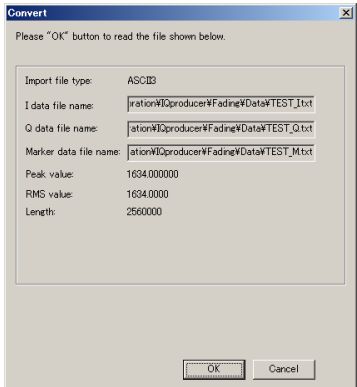 Convert
Please "OK" button to read the file shown below.
Import file type: ASCII3
I data file name: ıration¥IQproducer¥Fading¥Data¥TEST_I.txt
Q data file name: ation¥IQproducer¥Fading¥Data¥TEST_Q.txt
Marker data file name: ation¥IQproducer¥Fading¥Data¥TEST_M.txt
Peak value: 1634.000000
RMS value: 1634.0000
Length: 2560000
OK Cancel